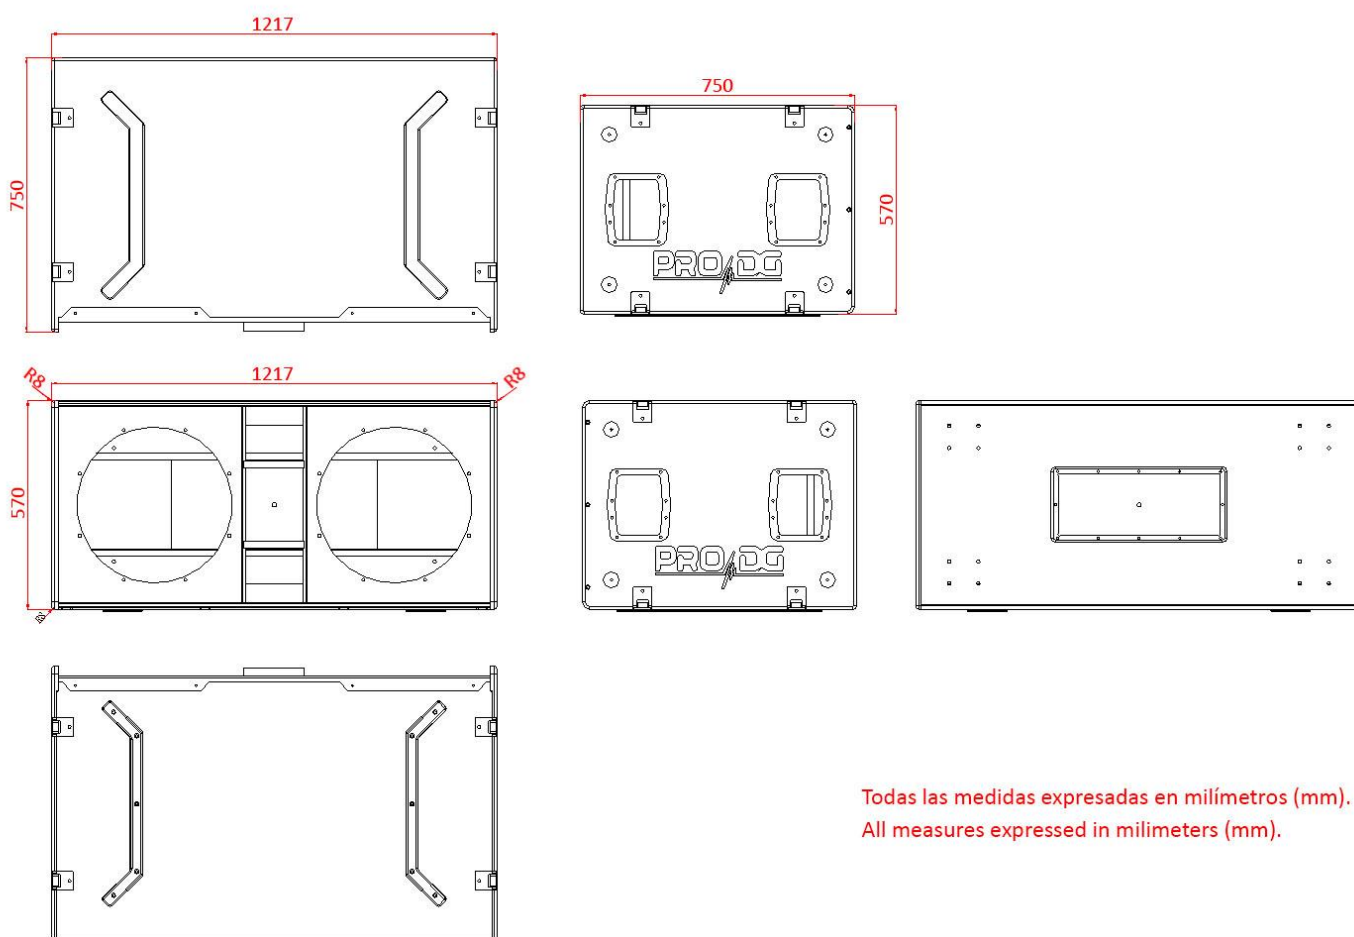 1217
750
750
570
PRO DG
R8
1217
R8
570
PRO DG
Todas las medidas expresadas en milímetros (mm).
All measures expressed in milimeters (mm).